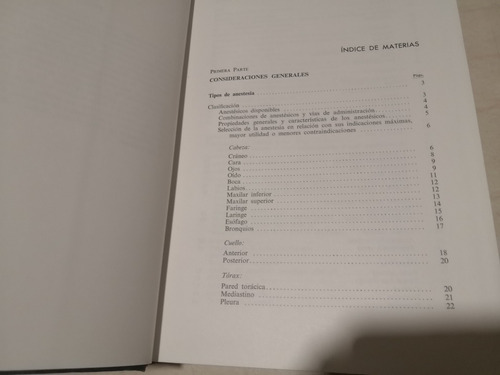 ÍNDICE DE MATERIAS
PRIMERA PARTE
CONSIDERACIONES GENERALES
Págs.
Tipos de anestesia 3
Clasificación 3
Anestésicos disponibles 4
Combinaciones de anestésicos y vías de administración 4
Propiedades generales y características de los anestésicos 5
Selección de la anestesia en relación con sus indicaciones máximas,
mayor utilidad o menores contraindicaciones 6
Cabeza:
Cráneo 6
Cara 8
Ojos 9
Oído 9
Boca 11
Labios 12
Maxilar inferior 12
Maxilar superior 13
Faringe 14
Laringe 15
Esófago 16
Bronquios 17
Cuello:
Anterior 18
Posterior 20
Tórax:
Pared torácica 20
Mediastino 21
Pleura 22